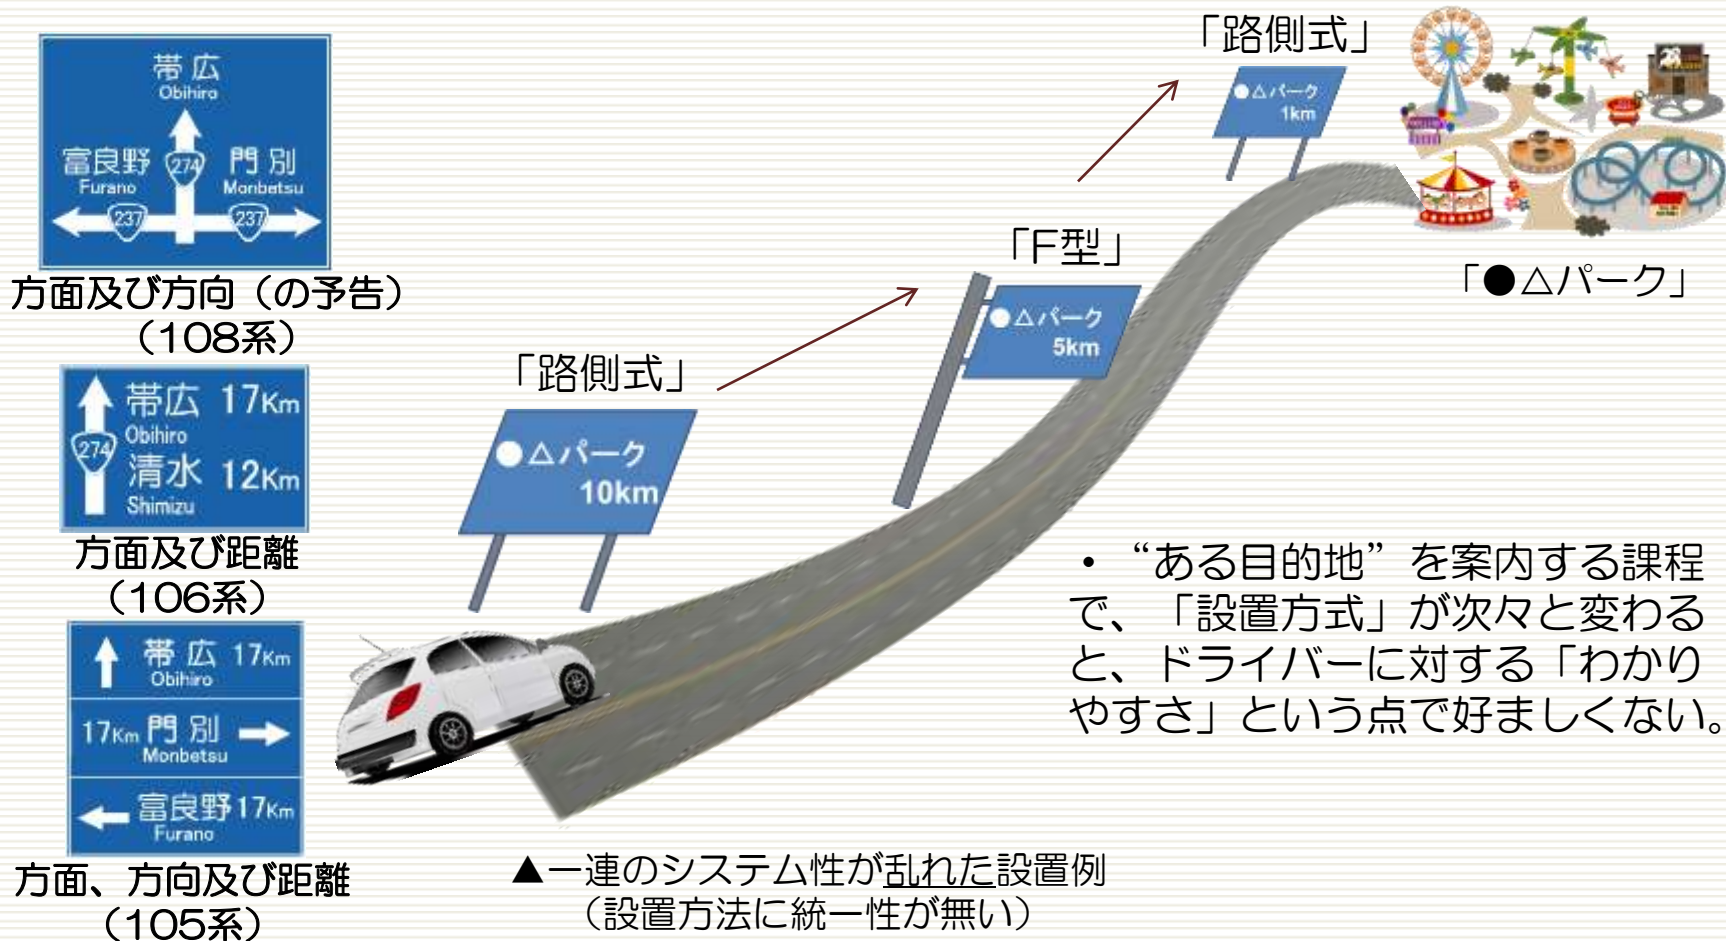 帯広
Obihiro
富良野
Furano
274
門別
Monbetsu
237
237
方面及び方向（の予告）
（108系）
帯広 17Km
Obihiro
274
清水 12Km
Shimizu
方面及び距離
（106系）
帯広 17Km
Obihiro
17Km 門別
Monbetsu
富良野 17Km
Furano
方面、方向及び距離
（105系）
「路側式」
●△パーク
10km
「F型」
●△パーク
5km
「路側式」
●△パーク
1km
「●△パーク」
・“ある目的地”を案内する課程
で、「設置方式」が次々と変わる
と、ドライバーに対する「わかり
やすさ」という点で好ましくない。
▲一連のシステム性が乱れた設置例
（設置方法に統一性が無い）